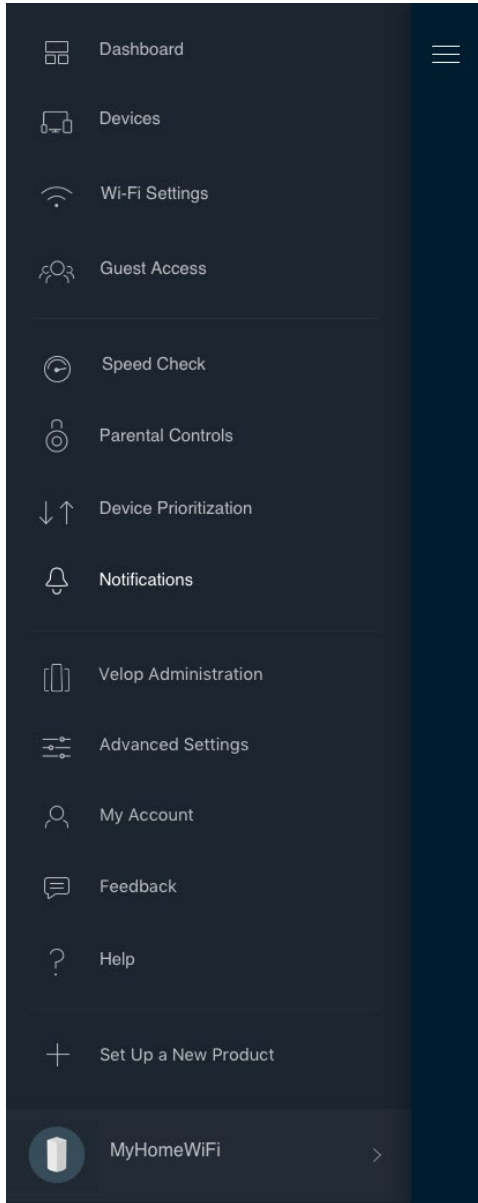 Dashboard
Devices
Wi-Fi Settings
Guest Access
Speed Check
Parental Controls
Device Prioritization
Notifications
Velop Administration
Advanced Settings
My Account
Feedback
Help
Set Up a New Product
MyHomeWiFi